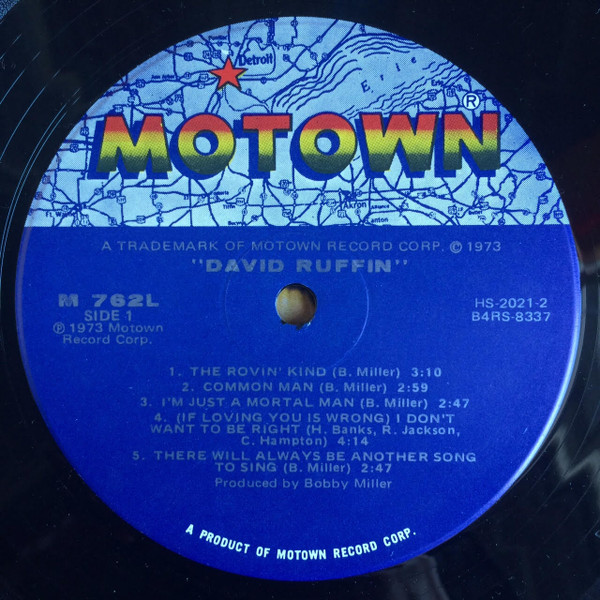 Detroit
Erie
MOTOWN®
Akron
Canton
Ft. W
A TRADEMARK OF MOTOWN RECORD CORP. © 1973
"DAVID RUFFIN"
M 762L
SIDE 1
℗ 1973 Motown
Record Corp.
HS-2021-2
B4RS-8337
1. THE ROVIN' KIND (B. Miller) 3:10
2. COMMON MAN (B. Miller) 2:59
3. I'M JUST A MORTAL MAN (B. Miller) 2:47
4. (IF LOVING YOU IS WRONG) I DON'T
WANT TO BE RIGHT (H. Banks, R. Jackson,
C. Hampton) 4:14
5. THERE WILL ALWAYS BE ANOTHER SONG
TO SING (B. Miller) 2:47
Produced by Bobby Miller
A PRODUCT OF MOTOWN RECORD CORP.